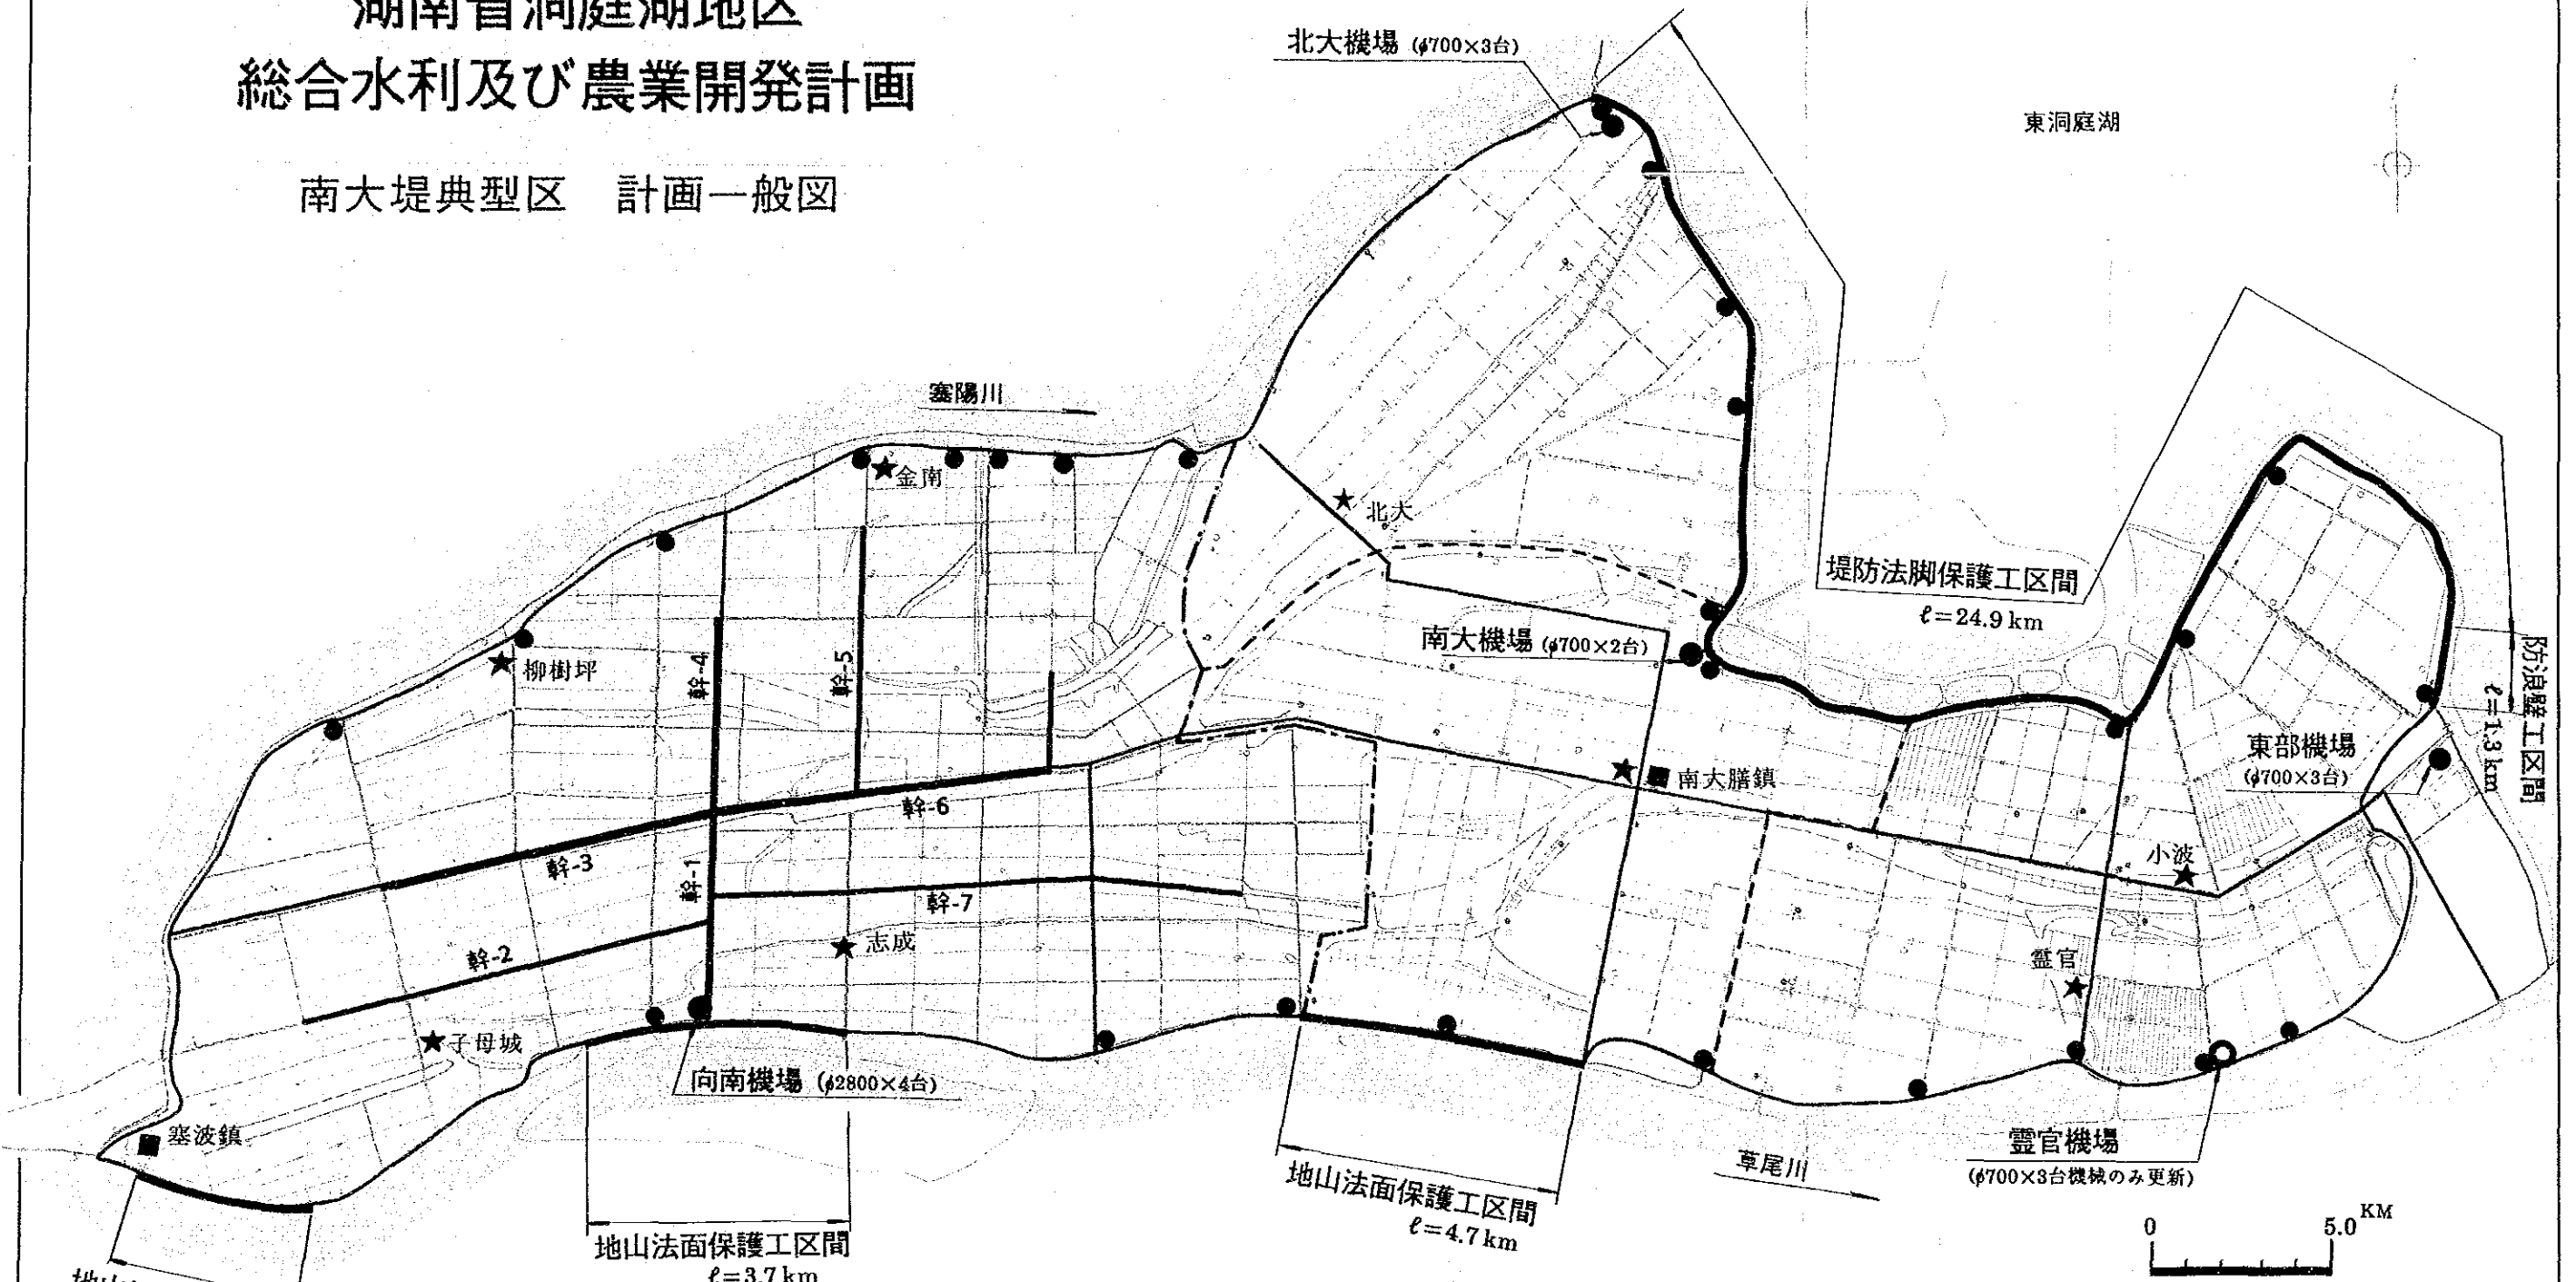 湖南省洞庭湖地区
総合水利及び農業開発計画
南大堤典型区 計画一般図
北大機場 (φ700×3台)
東洞庭湖
塞陽川
金南
北大
堤防法脚保護工区間
ℓ=24.9 km
南大機場 (φ700×2台)
柳樹坪
幹-4
幹-5
防浪壁工区間
ℓ=1.3 km
東部機場
(φ700×3台)
南大膳鎮
幹-6
幹-3
幹-1
幹-7
小波
志成
幹-2
霊官
子母城
向南機場 (φ2800×4台)
塞波鎮
霊官機場
(φ700×3台機械のみ更新)
草尾川
地山法面保護工区間
ℓ=4.7 km
地山法面保護工区間
ℓ=3.7 km
0 5.0 KM
地山